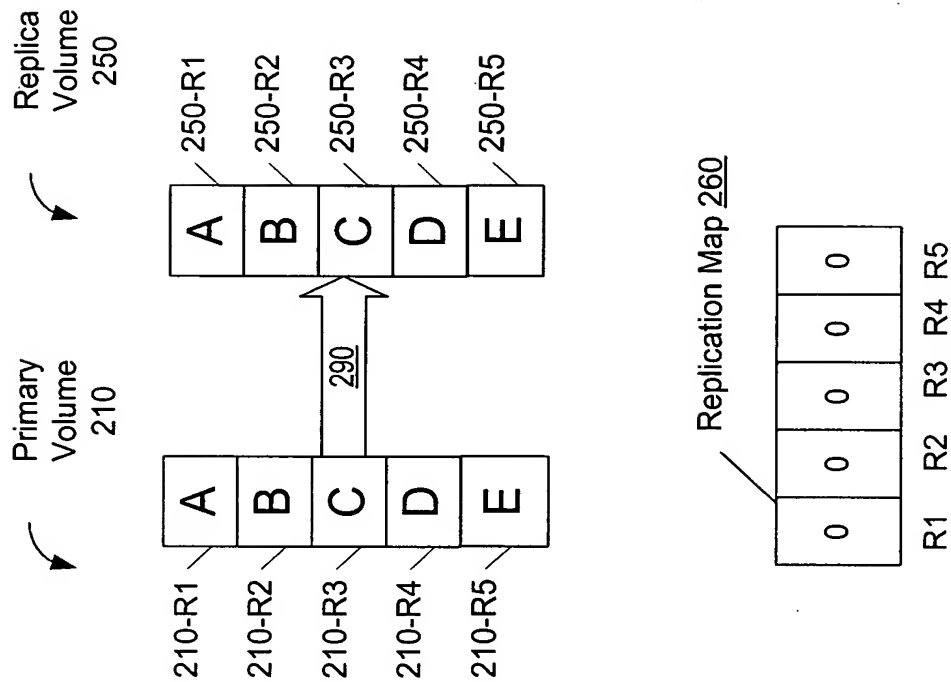 Primary
Volume
210
Replica
Volume
250
210-R1
210-R2
210-R3
210-R4
210-R5
A
B
C
D
E
290
A
B
C
D
E
250-R1
250-R2
250-R3
250-R4
250-R5
Replication Map 260
0 0 0 0 0
R1 R2 R3 R4 R5